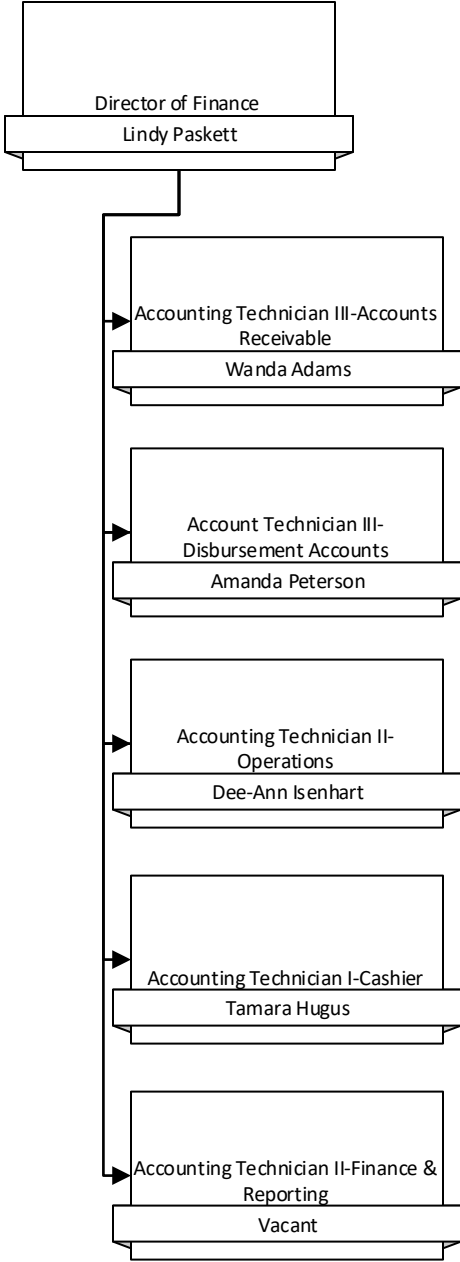 Director of Finance
Lindy Paskett
Accounting Technician III-Accounts
Receivable
Wanda Adams
Account Technician III-
Disbursement Accounts
Amanda Peterson
Accounting Technician II-
Operations
Dee-Ann Isenhart
Accounting Technician I-Cashier
Tamara Hugus
Accounting Technician II-Finance &
Reporting
Vacant